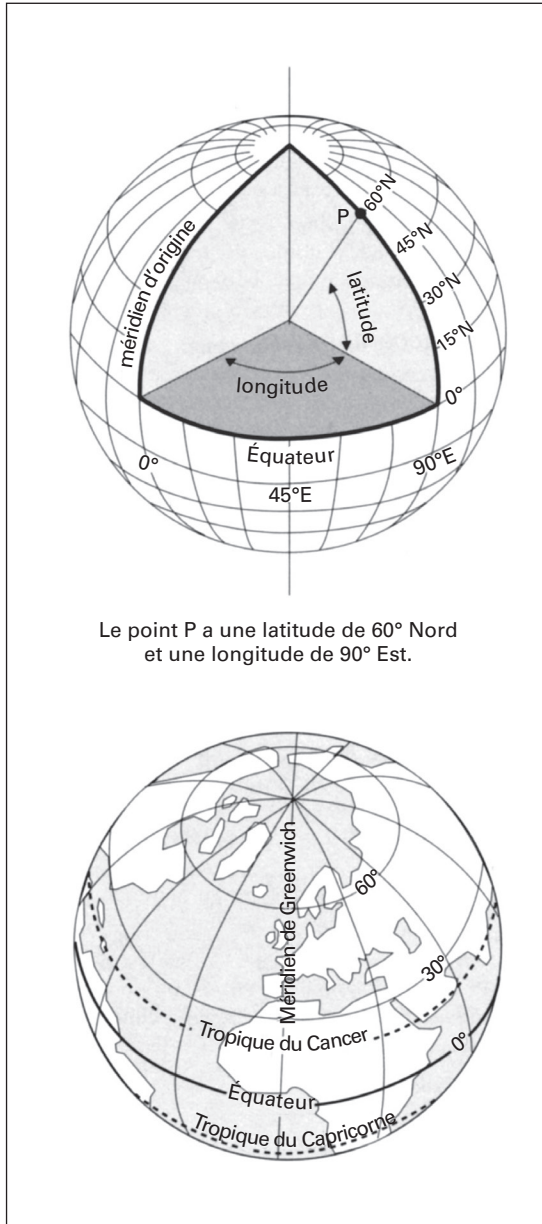 60°N
P
45°N
méridien d'origine
latitude
30°N
15°N
longitude
0°
Équateur
0°
90°E
45°E
Le point P a une latitude de 60° Nord
et une longitude de 90° Est.
Méridien de Greenwich
60°
30°
Tropique du Cancer
0°
Équateur
Tropique du Capricorne